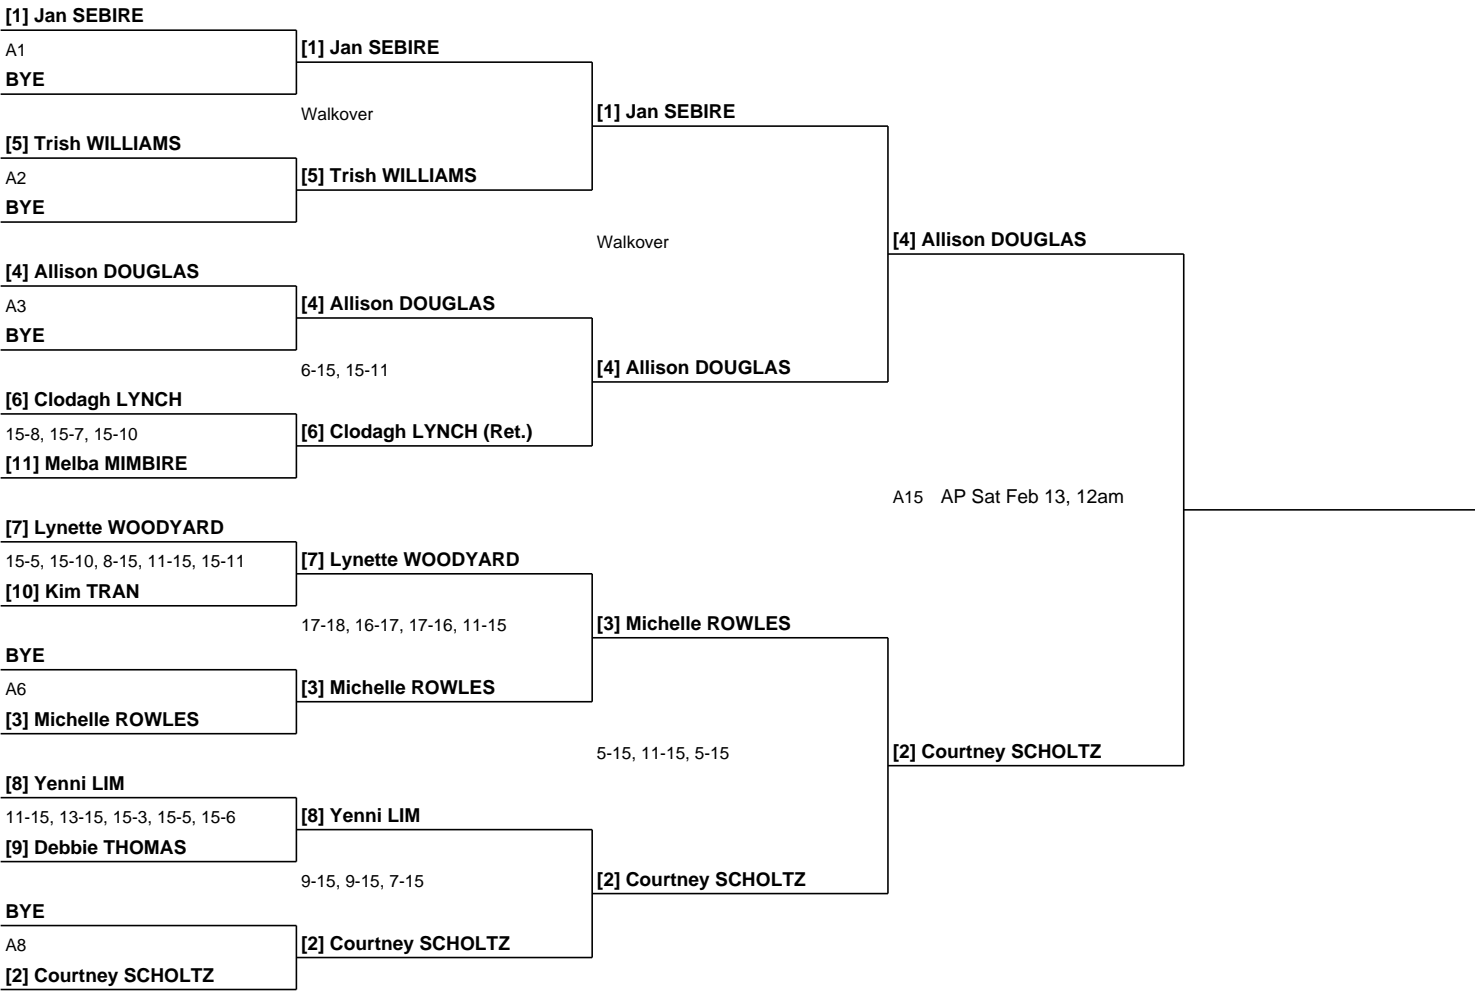 [1] Jan SEBIRE
A1
BYE
[5] Trish WILLIAMS
A2
BYE
[4] Allison DOUGLAS
A3
BYE
[6] Clodagh LYNCH
15-8, 15-7, 15-10
[11] Melba MIMBIRE
[7] Lynette WOODYARD
15-5, 15-10, 8-15, 11-15, 15-11
[10] Kim TRAN
BYE
A6
[3] Michelle ROWLES
[8] Yenni LIM
11-15, 13-15, 15-3, 15-5, 15-6
[9] Debbie THOMAS
BYE
A8
[2] Courtney SCHOLTZ
[1] Jan SEBIRE
Walkover
[5] Trish WILLIAMS
[4] Allison DOUGLAS
6-15, 15-11
[6] Clodagh LYNCH (Ret.)
[7] Lynette WOODYARD
17-18, 16-17, 17-16, 11-15
[3] Michelle ROWLES
[8] Yenni LIM
9-15, 9-15, 7-15
[2] Courtney SCHOLTZ
[1] Jan SEBIRE
Walkover
[4] Allison DOUGLAS
[3] Michelle ROWLES
5-15, 11-15, 5-15
[2] Courtney SCHOLTZ
[4] Allison DOUGLAS
A15 AP Sat Feb 13, 12am
[2] Courtney SCHOLTZ